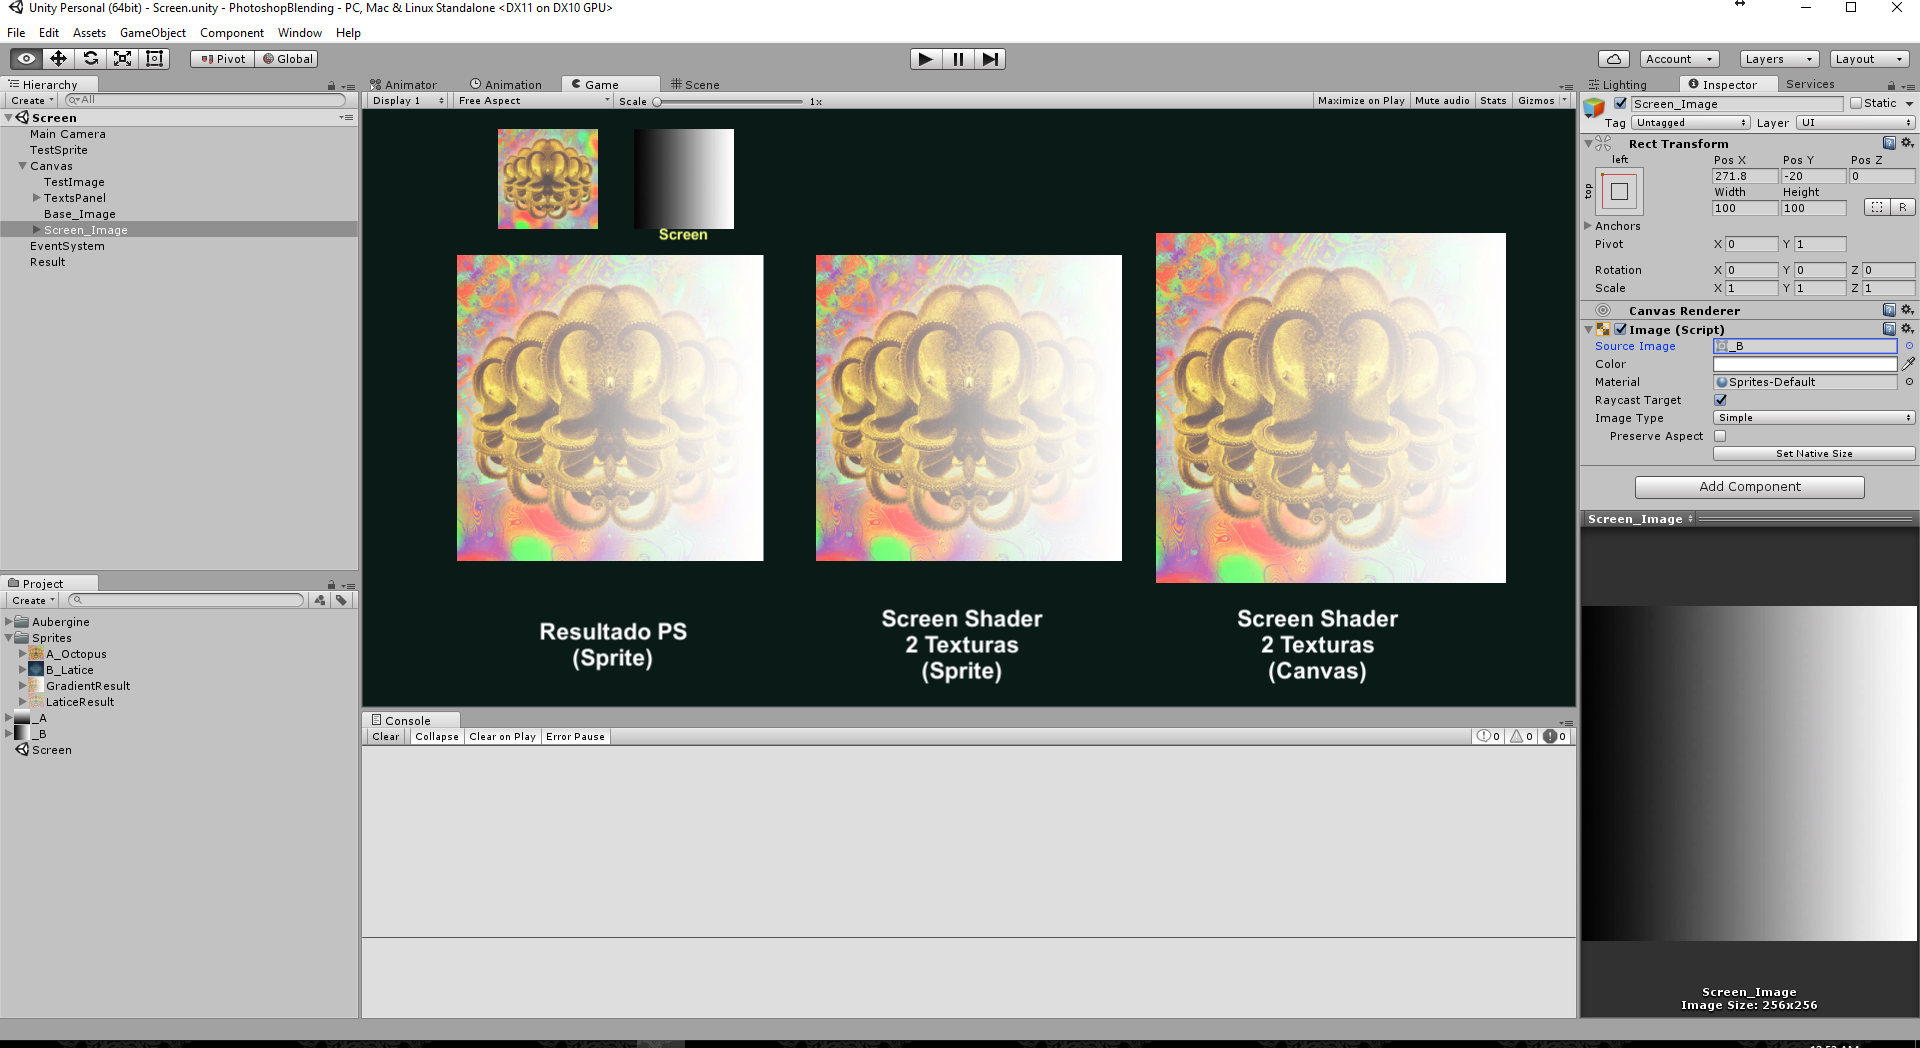 Unity Personal (64bit) - Screen.unity - PhotoshopBlending - PC, Mac & Linux Standalone <DX11 on DX10 GPU>
File Edit Assets GameObject Component Window Help
Pivot Global Account Layers Layout
Hierarchy
Create All
Screen
Main Camera
TestSprite
Canvas
TestImage
TextsPanel
Base_Image
Screen_Image
EventSystem
Result
Project
Create
Aubergine
Sprites
A_Octopus
B_Latice
GradientResult
LaticeResult
_A
_B
Screen
Animator Animation Game Scene
Display 1 Free Aspect Scale 1x Maximize on Play Mute audio Stats Gizmos
Screen
Resultado PS
(Sprite)
Screen Shader
2 Texturas
(Sprite)
Screen Shader
2 Texturas
(Canvas)
Console
Clear Collapse Clear on Play Error Pause 0 0 0
Lighting Inspector Services
Screen_Image Static
Tag Untagged Layer UI
Rect Transform
left
top
Pos X Pos Y Pos Z
271.8 -20 0
Width Height
100 100 R
Anchors
Pivot X 0 Y 1
Rotation X 0 Y 0 Z 0
Scale X 1 Y 1 Z 1
Canvas Renderer
Image (Script)
Source Image _B
Color
Material Sprites-Default
Raycast Target
Image Type Simple
Preserve Aspect
Set Native Size
Add Component
Screen_Image
Screen_Image
Image Size: 256x256